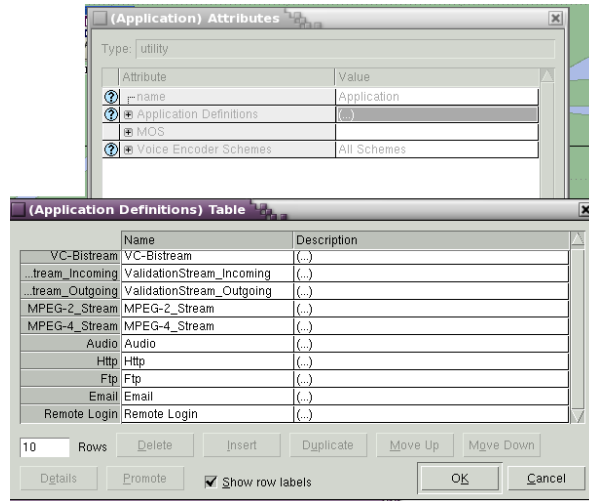 (Application) Attributes
Type: utility
Attribute Value
name Application
Application Definitions (...)
MOS
Voice Encoder Schemes All Schemes
(Application Definitions) Table
Name Description
VC-Bistream VC-Bistream (...)
...tream_Incoming ValidationStream_Incoming (...)
...tream_Outgoing ValidationStream_Outgoing (...)
MPEG-2_Stream MPEG-2_Stream (...)
MPEG-4_Stream MPEG-4_Stream (...)
Audio Audio (...)
Http Http (...)
Ftp Ftp (...)
Email Email (...)
Remote Login Remote Login (...)
10 Rows Delete Insert Duplicate Move Up Move Down
Details Promote Show row labels OK Cancel